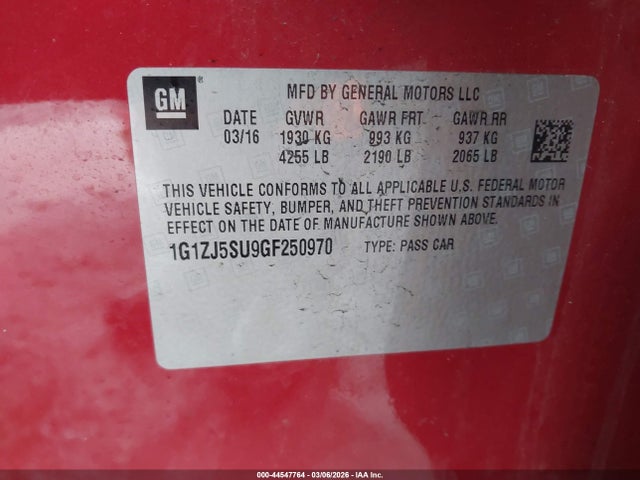 GM®
MFD BY GENERAL MOTORS LLC
DATE GVWR GAWR FRT. GAWR RR
03/16 1930 KG 993 KG 937 KG
4255 LB 2190 LB 2065 LB
THIS VEHICLE CONFORMS TO ALL APPLICABLE U.S. FEDERAL MOTOR
VEHICLE SAFETY, BUMPER, AND THEFT PREVENTION STANDARDS IN
EFFECT ON THE DATE OF MANUFACTURE SHOWN ABOVE.
1G1ZJ5SU9GF250970 TYPE: PASS CAR
000-44547764 | 03/06/2026 - IAA Inc.